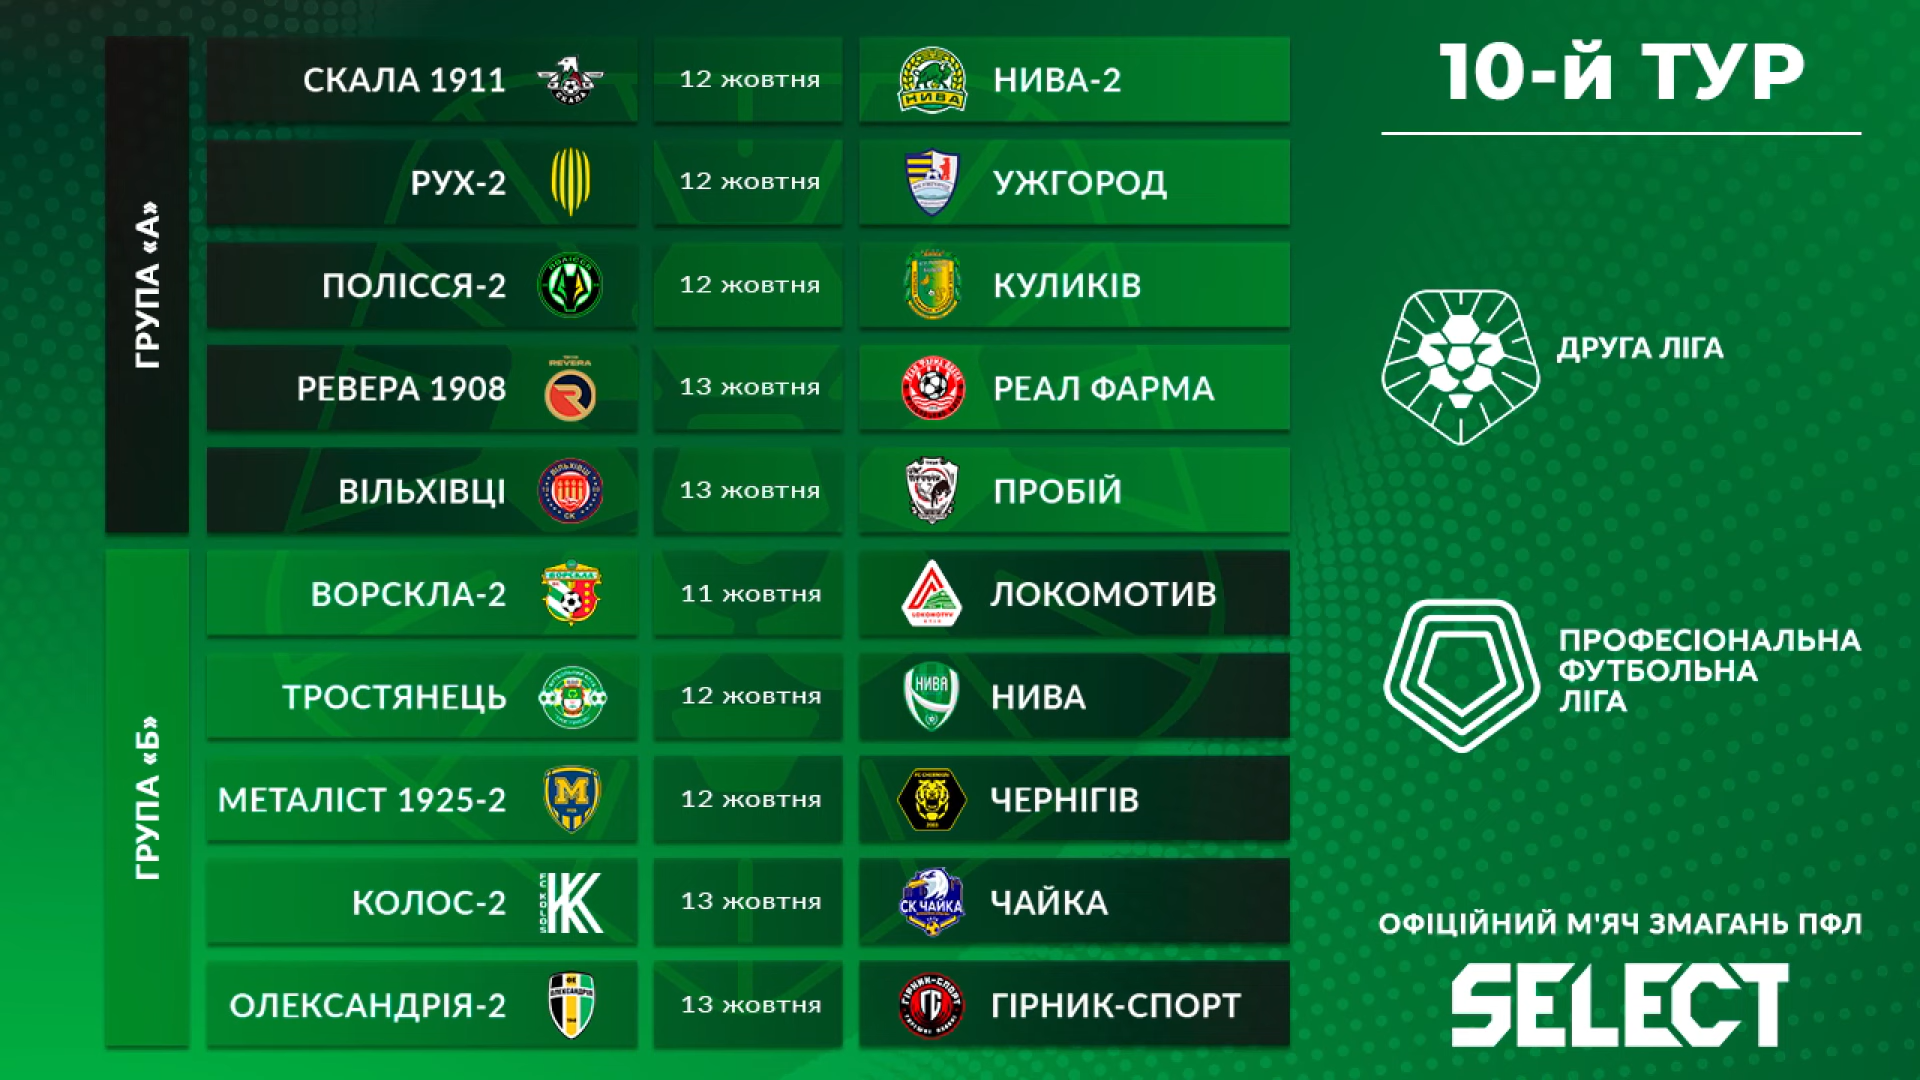 10-й ТУР
ГРУПА «А»
СКАЛА 1911 12 жовтня НИВА-2
РУХ-2 12 жовтня УЖГОРОД
ПОЛІССЯ-2 12 жовтня КУЛИКІВ
РЕВЕРА 1908 13 жовтня РЕАЛ ФАРМА
ВІЛЬХІВЦІ 13 жовтня ПРОБІЙ
ГРУПА «Б»
ВОРСКЛА-2 11 жовтня ЛОКОМОТИВ
ТРОСТЯНЕЦЬ 12 жовтня НИВА
МЕТАЛІСТ 1925-2 12 жовтня ЧЕРНІГІВ
КОЛОС-2 13 жовтня ЧАЙКА
ОЛЕКСАНДРІЯ-2 13 жовтня ГІРНИК-СПОРТ
ДРУГА ЛІГА
ПРОФЕСІОНАЛЬНА
ФУТБОЛЬНА
ЛІГА
ОФІЦІЙНИЙ М'ЯЧ ЗМАГАНЬ ПФЛ
SELECT